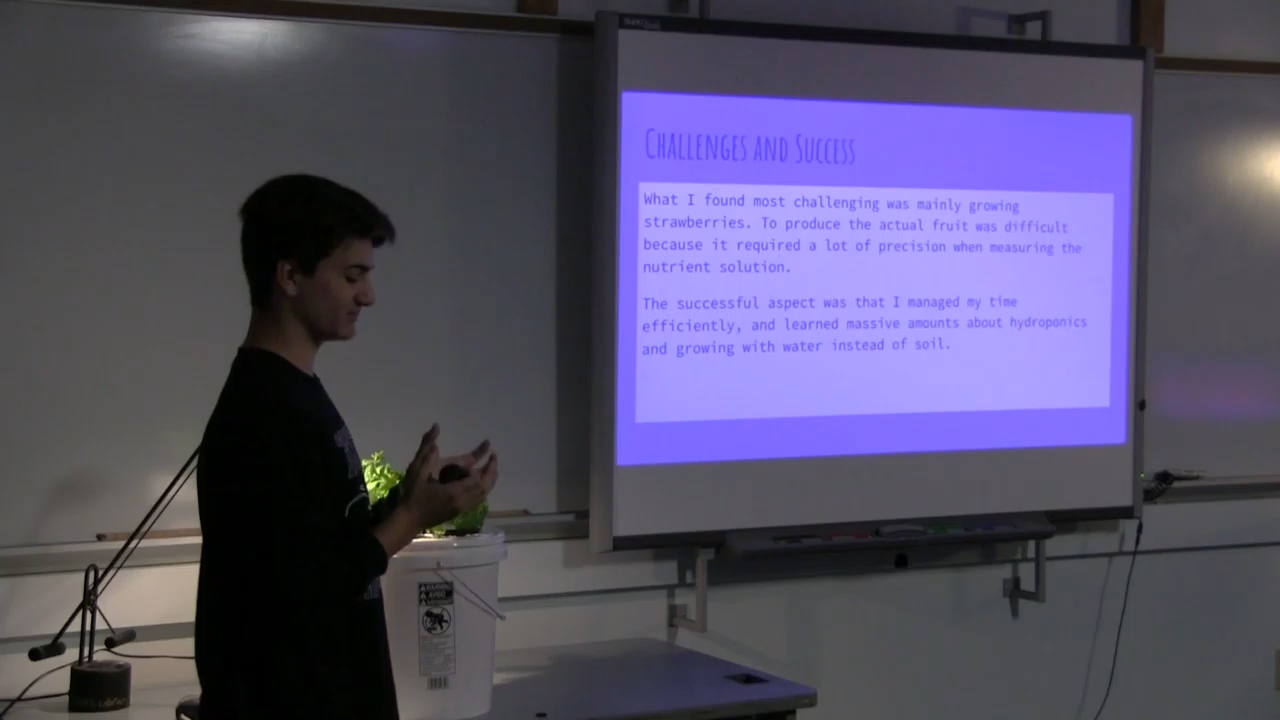 CHALLENGES AND SUCCESS
What I found most challenging was mainly growing
strawberries. To produce the actual fruit was difficult
because it required a lot of precision when measuring the
nutrient solution.
The successful aspect was that I managed my time
efficiently, and learned massive amounts about hydroponics
and growing with water instead of soil.